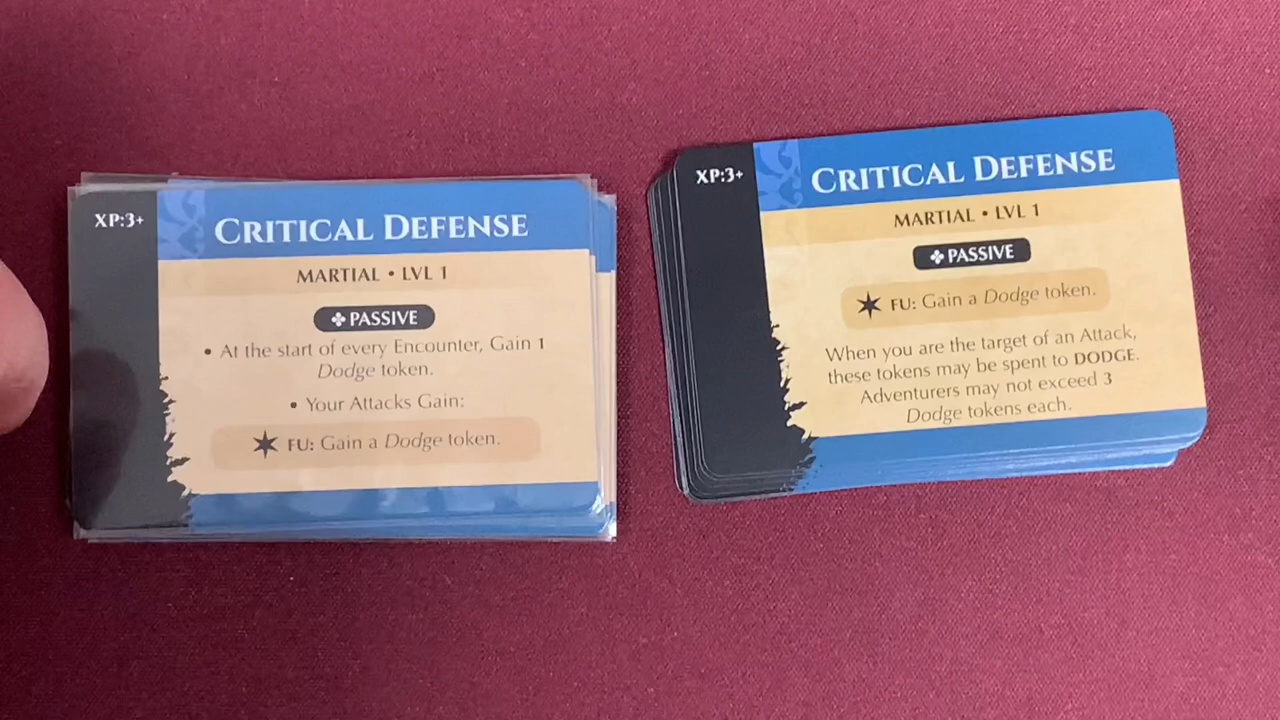 XP:3+
CRITICAL DEFENSE
MARTIAL • LVL 1
PASSIVE
• At the start of every Encounter, Gain 1
Dodge token.
• Your Attacks Gain:
FU: Gain a Dodge token.
XP:3+
CRITICAL DEFENSE
MARTIAL • LVL 1
PASSIVE
FU: Gain a Dodge token.
When you are the target of an Attack,
these tokens may be spent to DODGE.
Adventurers may not exceed 3
Dodge tokens each.